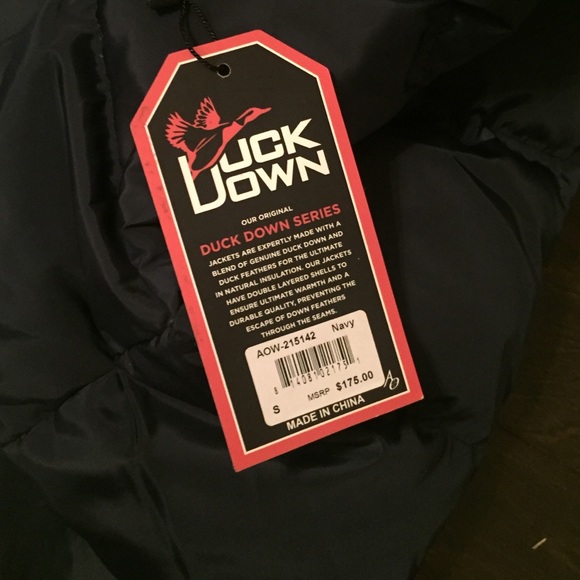 DUCK
DOWN
OUR ORIGINAL
DUCK DOWN SERIES
JACKETS ARE EXPERTLY MADE WITH A
BLEND OF GENUINE DUCK DOWN AND
DUCK FEATHERS FOR THE ULTIMATE
IN NATURAL INSULATION. OUR JACKETS
HAVE DOUBLE LAYERED SHELLS TO
ENSURE ULTIMATE WARMTH AND A
DURABLE QUALITY, PREVENTING THE
ESCAPE OF DOWN FEATHERS
THROUGH THE SEAMS.
AOW-215142 Navy
S MSRP $175.00
MADE IN CHINA